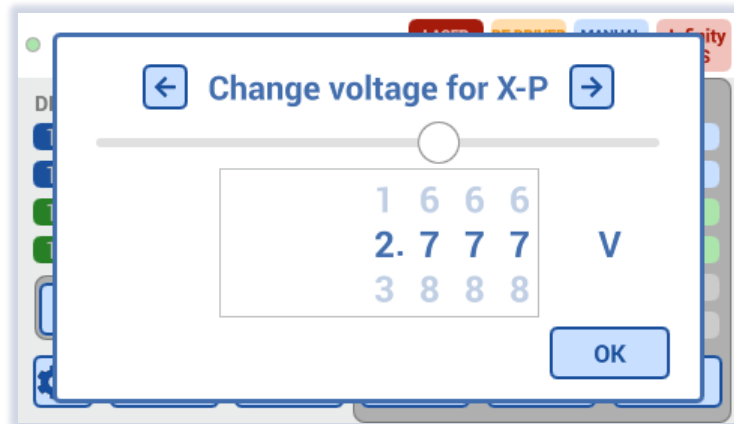 ← Change voltage for X-P →
1 6 6 6
2. 7 7 7 V
3 8 8 8
OK